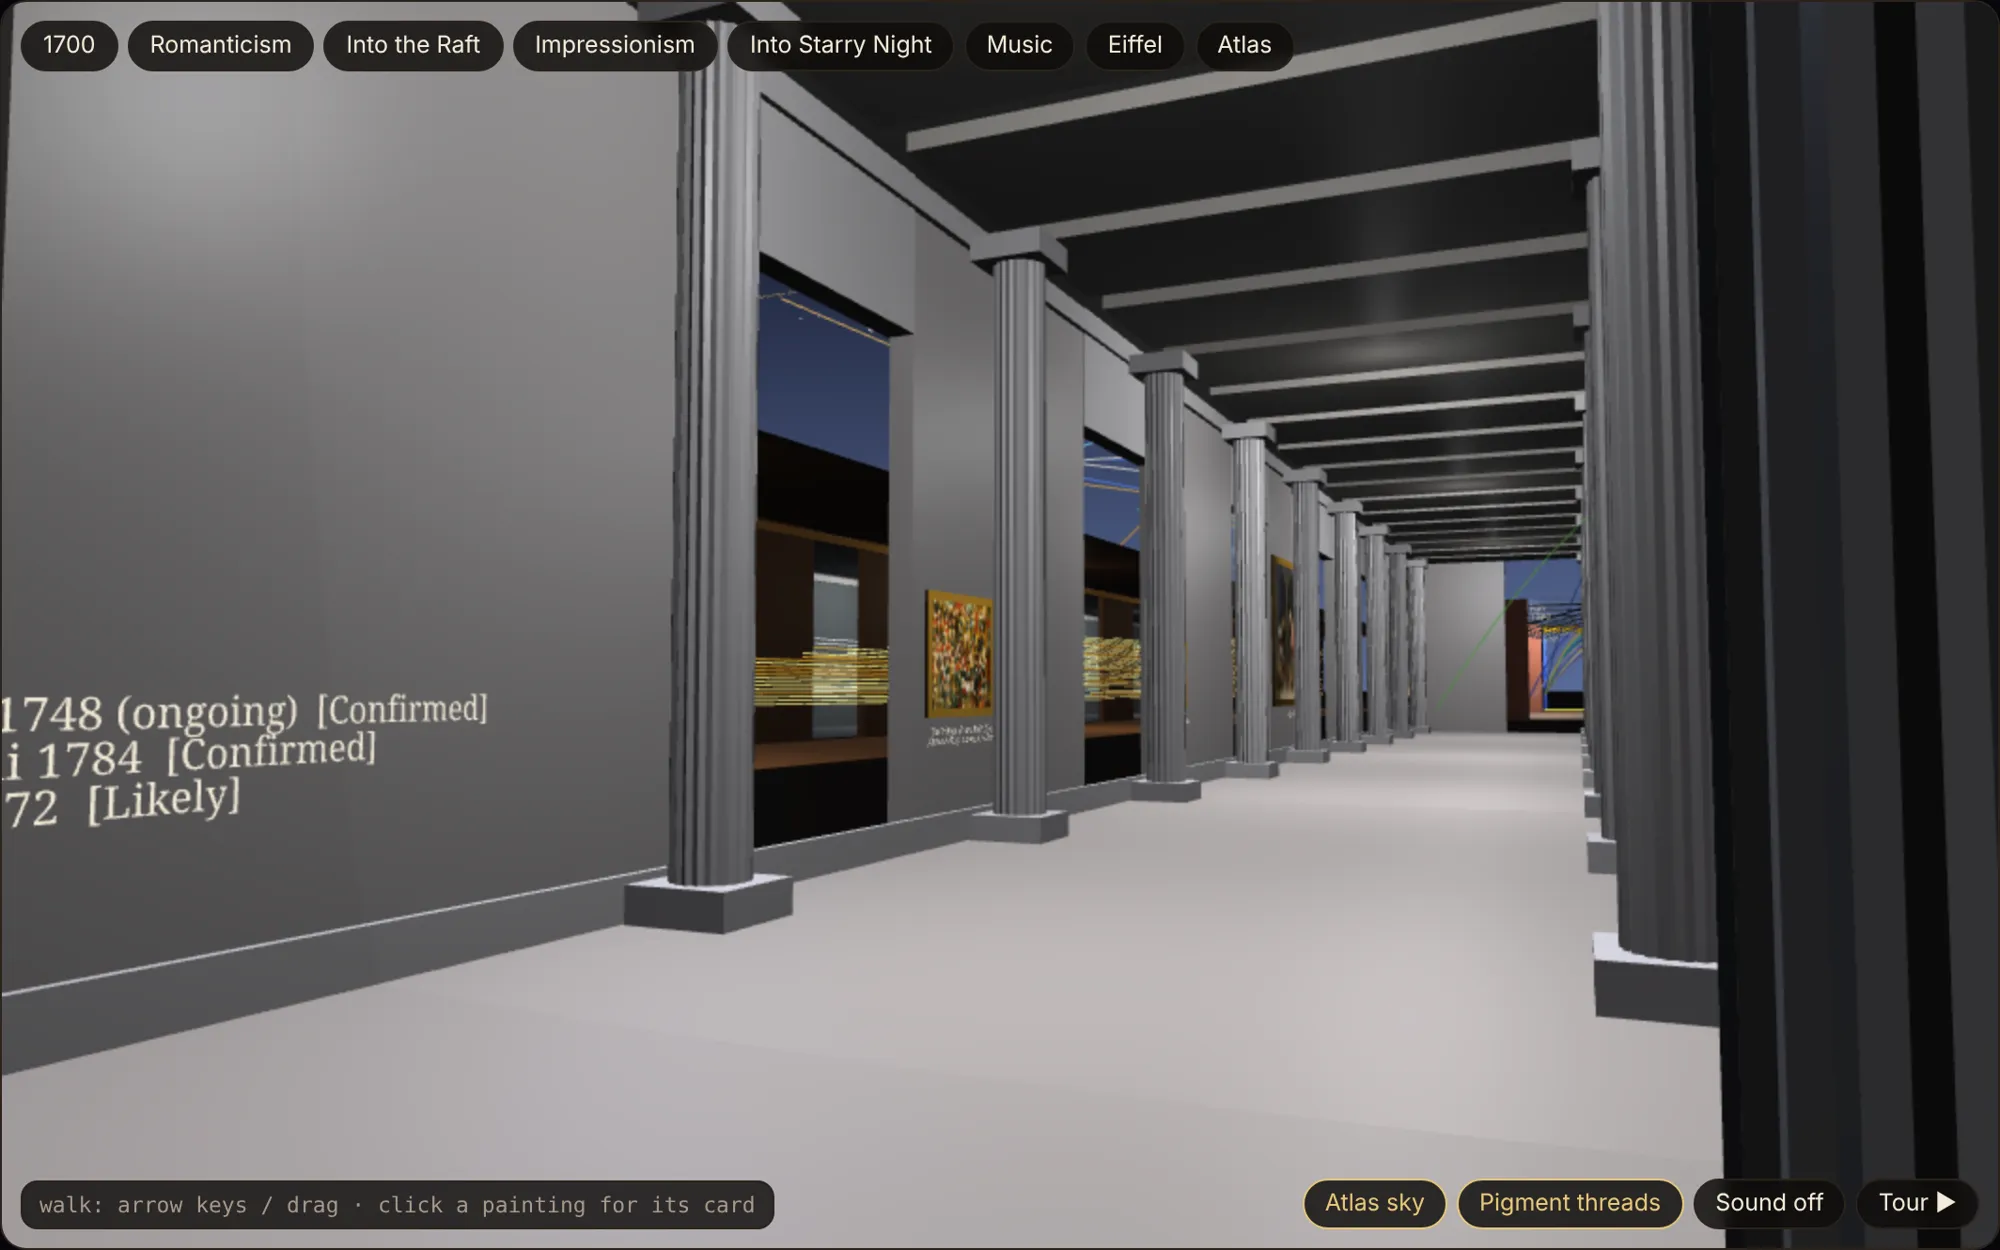 1700
Romanticism
Into the Raft
Impressionism
Into Starry Night
Music
Eiffel
Atlas
1748 (ongoing) [Confirmed]
i 1784 [Confirmed]
72 [Likely]
walk: arrow keys / drag · click a painting for its card
Atlas sky
Pigment threads
Sound off
Tour ▶